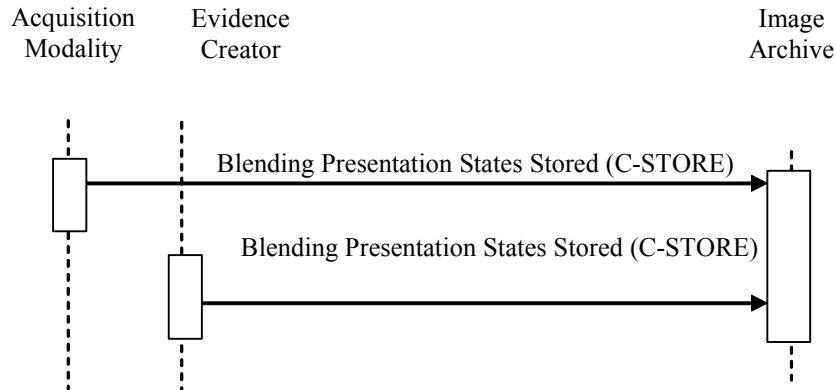 Acquisition
Modality
Evidence
Creator
Image
Archive
Blending Presentation States Stored (C-STORE)
Blending Presentation States Stored (C-STORE)